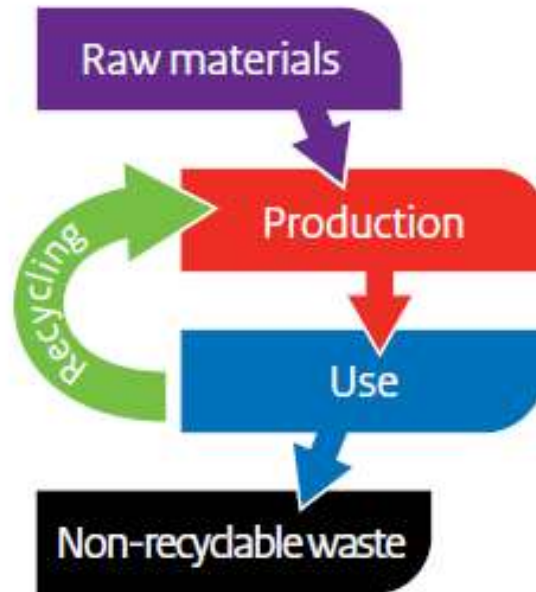 Raw materials
Production
Recycling
Use
Non-recyclable waste